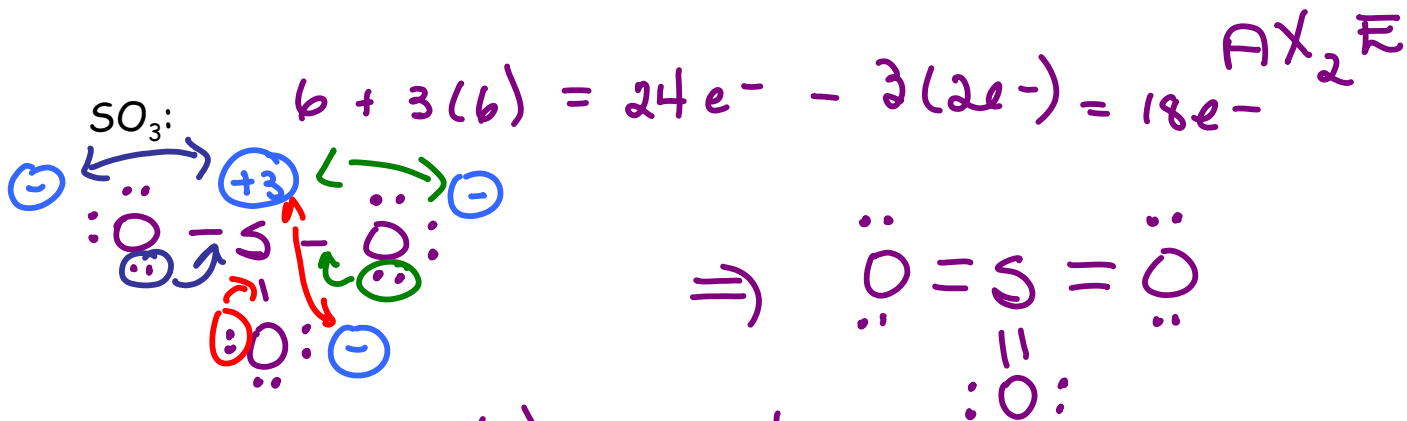 AX₂E
6 + 3(6) = 24e⁻ - 3(2e⁻) = 18e⁻
SO₃:
- +3 -
:O - S - O:
O: -
⇒ O = S = O
||
:O: